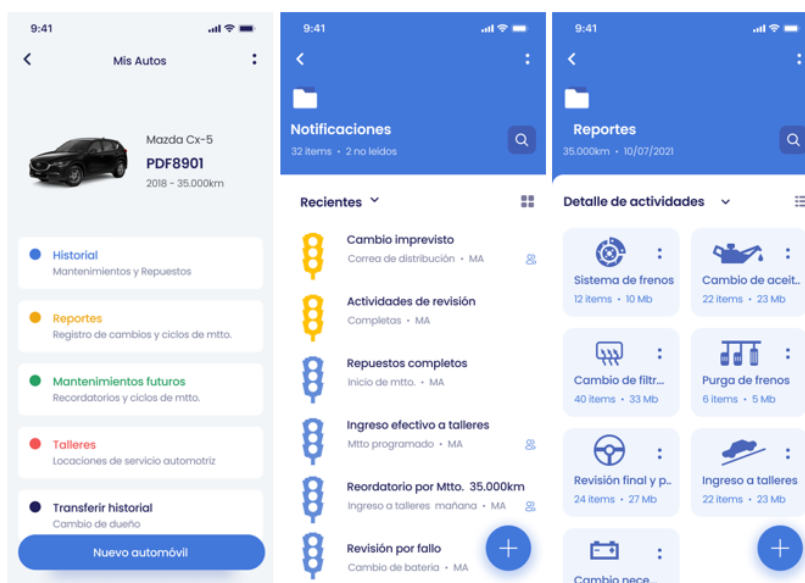 9:41
Mis Autos
Mazda Cx-5
PDF8901
2018 - 35.000km
Historial
Mantenimientos y Repuestos
Reportes
Registro de cambios y ciclos de mtto.
Mantenimientos futuros
Recordatorios y ciclos de mtto.
Talleres
Locaciones de servicio automotriz
Transferir historial
Cambio de dueño
Nuevo automóvil
9:41
Notificaciones
32 items • 2 no leidos
Recientes
Cambio imprevisto
Correa de distribución • MA
Actividades de revisión
Completas • MA
Repuestos completos
Inicio de mtto. • MA
Ingreso efectivo a talleres
Mtto programado • MA
Reordatorio por Mtto. 35.000km
Ingreso a talleres mañana • MA
Revisión por fallo
Cambio de bateria • MA
9:41
Reportes
35.000km • 10/07/2021
Detalle de actividades
Sistema de frenos
12 items • 10 Mb
Cambio de aceit..
22 items • 23 Mb
Cambio de filtr...
40 items • 33 Mb
Purga de frenos
6 items • 5 Mb
Revisión final y p..
24 items • 27 Mb
Ingreso a talleres
22 items • 23 Mb
Cambio nece...